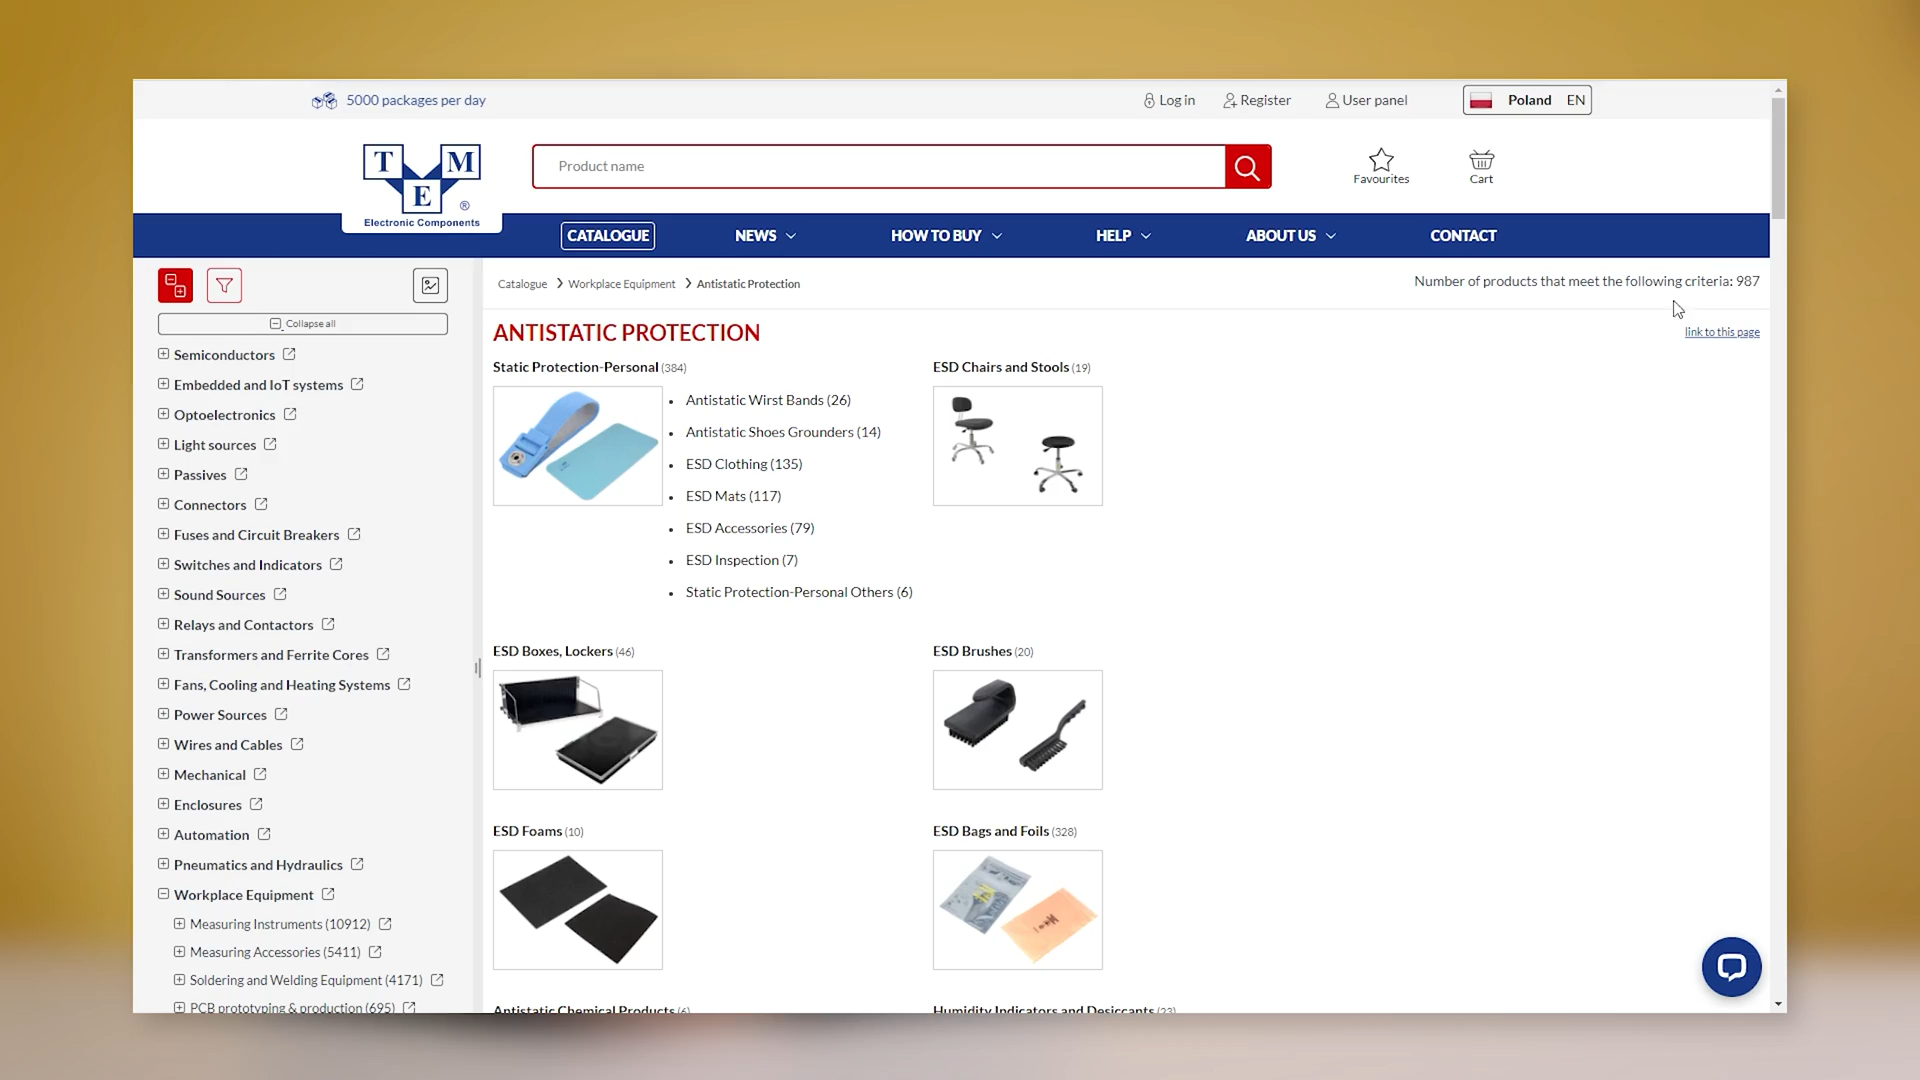 5000 packages per day
Log in
Register
User panel
Poland EN
T M
E ®
Electronic Components
Product name
Favourites
Cart
CATALOGUE
NEWS
HOW TO BUY
HELP
ABOUT US
CONTACT
Collapse all
Semiconductors
Embedded and IoT systems
Optoelectronics
Light sources
Passives
Connectors
Fuses and Circuit Breakers
Switches and Indicators
Sound Sources
Relays and Contactors
Transformers and Ferrite Cores
Fans, Cooling and Heating Systems
Power Sources
Wires and Cables
Mechanical
Enclosures
Automation
Pneumatics and Hydraulics
Workplace Equipment
Measuring Instruments (10912)
Measuring Accessories (5411)
Soldering and Welding Equipment (4171)
PCB prototyping & production (695)
Catalogue > Workplace Equipment > Antistatic Protection
Number of products that meet the following criteria: 987
link to this page
ANTISTATIC PROTECTION
Static Protection-Personal (384)
Antistatic Wirst Bands (26)
Antistatic Shoes Grounders (14)
ESD Clothing (135)
ESD Mats (117)
ESD Accessories (79)
ESD Inspection (7)
Static Protection-Personal Others (6)
ESD Chairs and Stools (19)
ESD Boxes, Lockers (46)
ESD Brushes (20)
ESD Foams (10)
ESD Bags and Foils (328)
Antistatic Chemical Products (6)
Humidity Indicators and Desiccants (23)